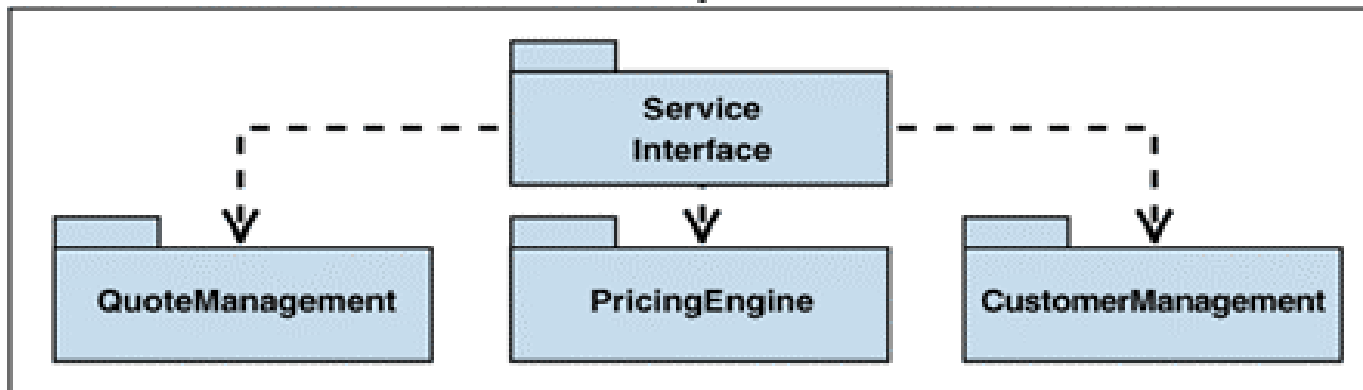 Service
Interface
QuoteManagement
PricingEngine
CustomerManagement